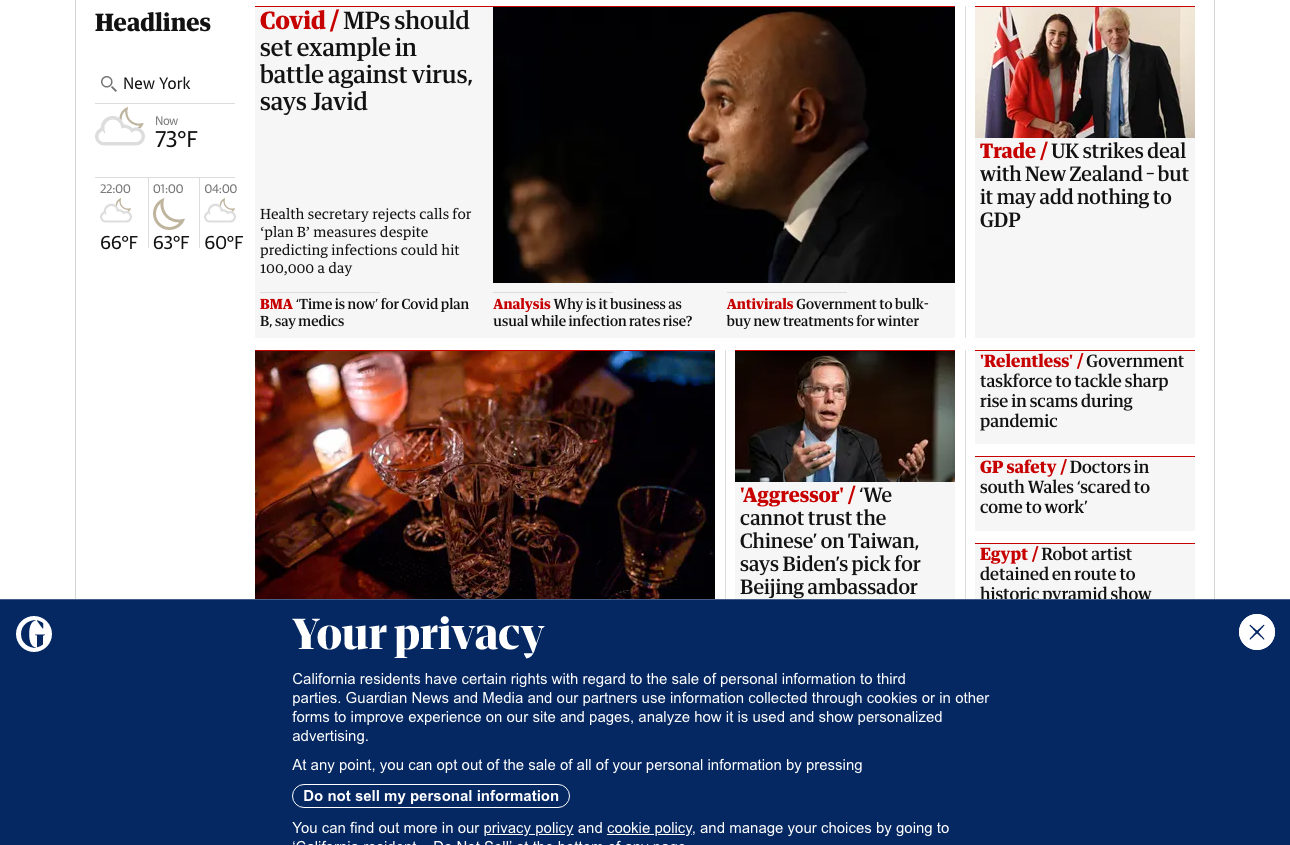 Headlines
New York
Now
73°F
22:00
01:00
04:00
66°F
63°F
60°F
Covid / MPs should
set example in
battle against virus,
says Javid
Health secretary rejects calls for
‘plan B’ measures despite
predicting infections could hit
100,000 a day
BMA ‘Time is now’ for Covid plan
B, say medics
Analysis Why is it business as
usual while infection rates rise?
Antivirals Government to bulk-
buy new treatments for winter
Trade / UK strikes deal
with New Zealand – but
it may add nothing to
GDP
'Aggressor' / ‘We
cannot trust the
Chinese’ on Taiwan,
says Biden’s pick for
Beijing ambassador
'Relentless' / Government
taskforce to tackle sharp
rise in scams during
pandemic
GP safety / Doctors in
south Wales ‘scared to
come to work’
Egypt / Robot artist
detained en route to
historic pyramid show
Your privacy
California residents have certain rights with regard to the sale of personal information to third
parties. Guardian News and Media and our partners use information collected through cookies or in other
forms to improve experience on our site and pages, analyze how it is used and show personalized
advertising.
At any point, you can opt out of the sale of all of your personal information by pressing
Do not sell my personal information
You can find out more in our privacy policy and cookie policy, and manage your choices by going to
‘California resident – Do Not Sell’ at the bottom of any page